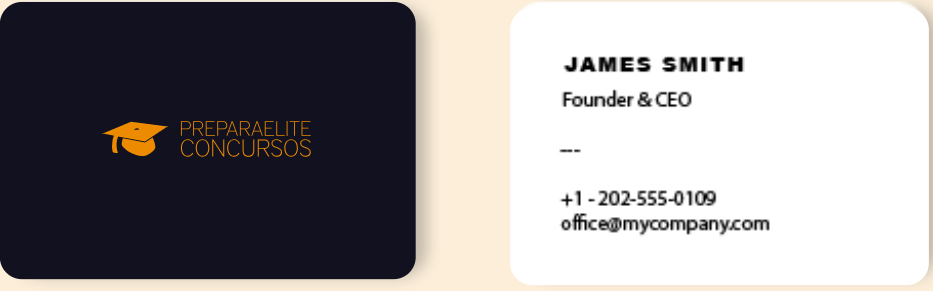 PREPARAELITE
CONCURSOS
JAMES SMITH
Founder & CEO
---
+1 - 202-555-0109
office@mycompany.com